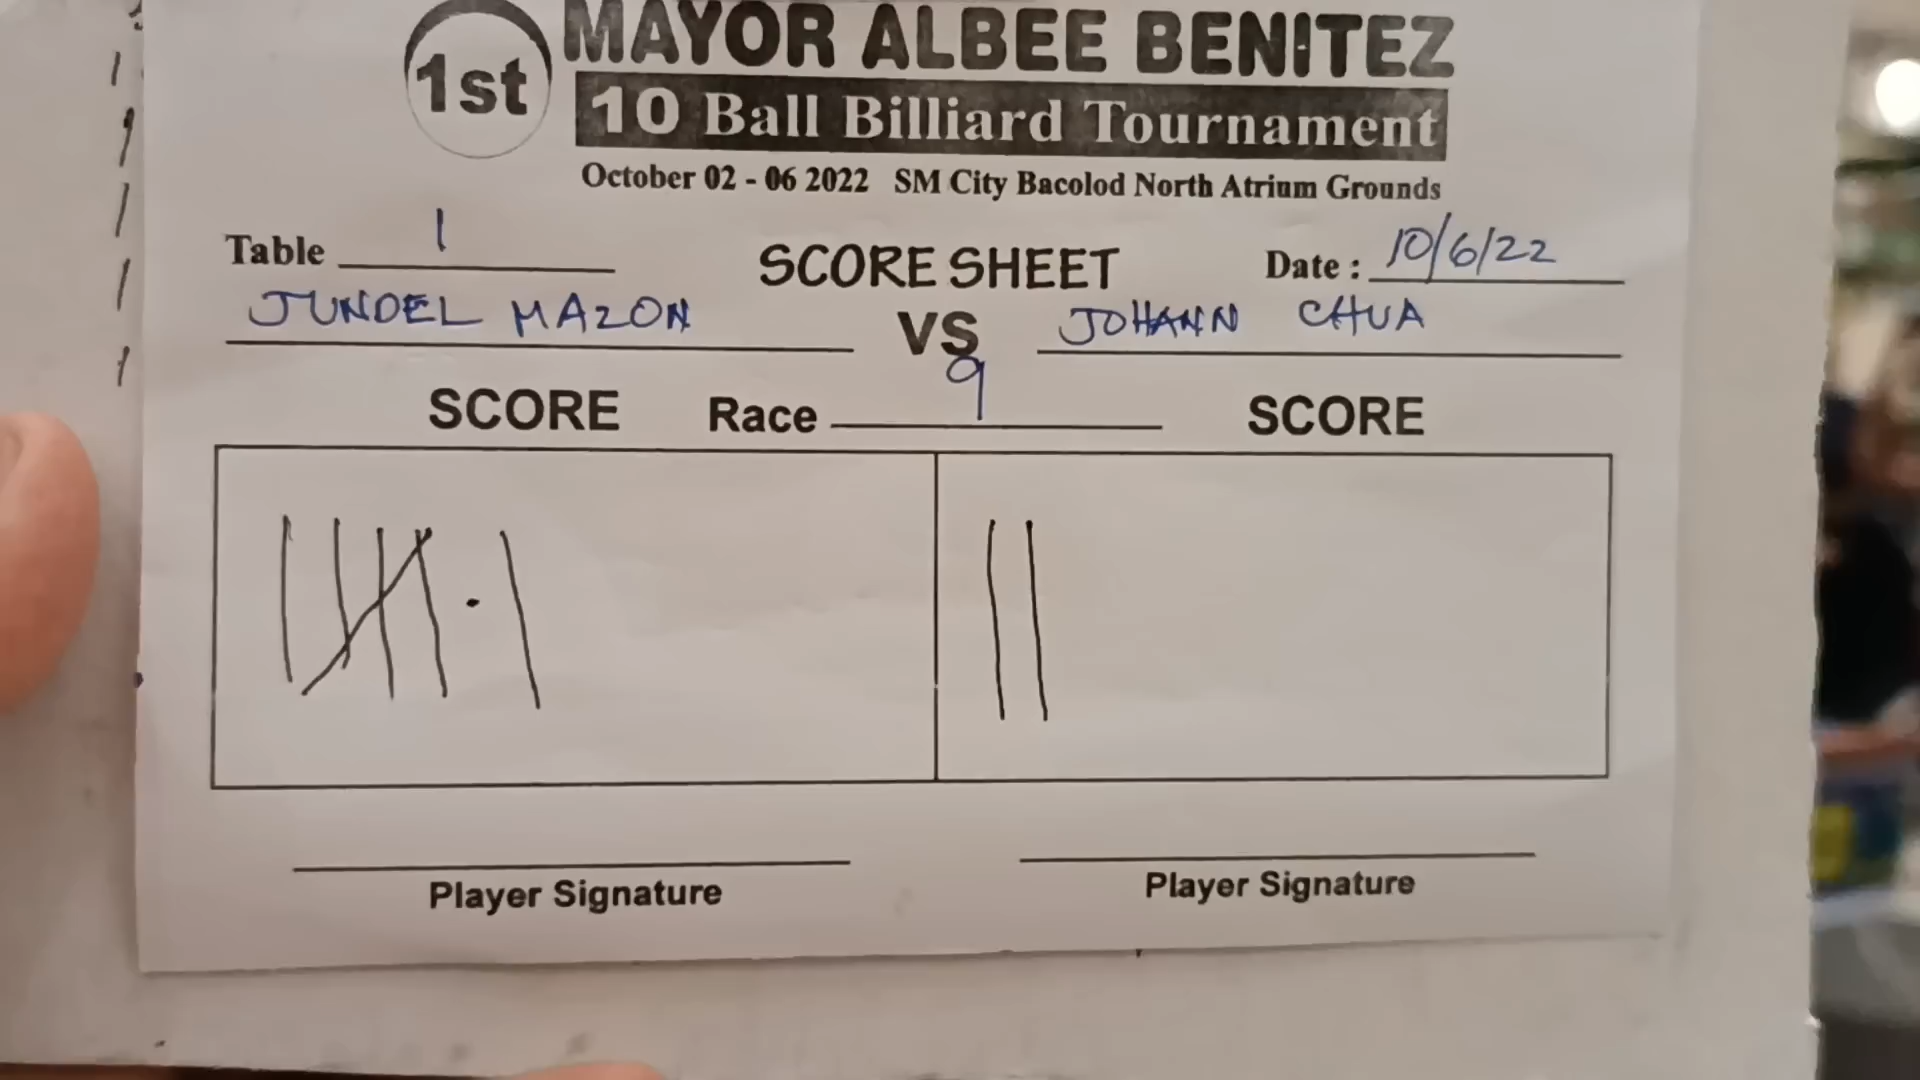 1st MAYOR ALBEE BENITEZ
10 Ball Billiard Tournament
October 02 - 06 2022 SM City Bacolod North Atrium Grounds
Table 1 SCORE SHEET Date : 10/6/22
JUNDEL MAZON VS JOHANN CHUA
SCORE Race 9 SCORE
Player Signature Player Signature